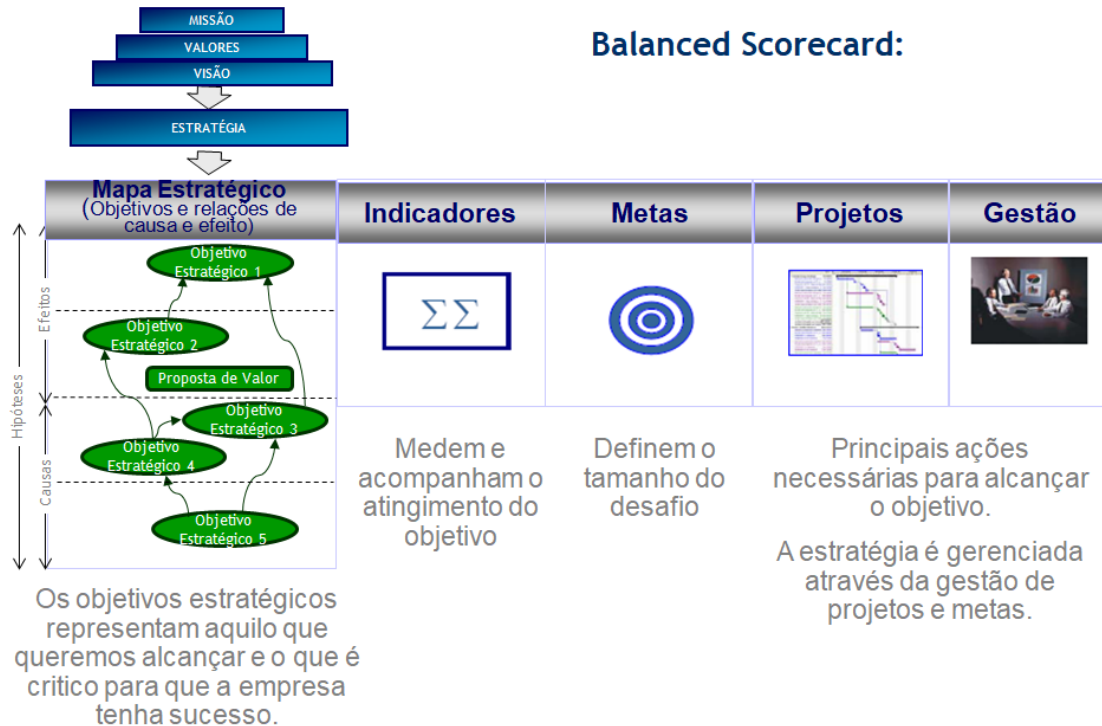 MISSÃO
VALORES
VISÃO
ESTRATÉGIA
Balanced Scorecard:
Mapa Estratégico
(Objetivos e relações de
causa e efeito)
Indicadores
Metas
Projetos
Gestão
Hipóteses
Efeitos
Causas
Objetivo
Estratégico 1
Objetivo
Estratégico 2
Proposta de Valor
Objetivo
Estratégico 3
Objetivo
Estratégico 4
Objetivo
Estratégico 5
ΣΣ
Os objetivos estratégicos
representam aquilo que
queremos alcançar e o que é
critico para que a empresa
tenha sucesso.
Medem e
acompanham o
atingimento do
objetivo
Definem o
tamanho do
desafio
Principais ações
necessárias para alcançar
o objetivo.
A estratégia é gerenciada
através da gestão de
projetos e metas.